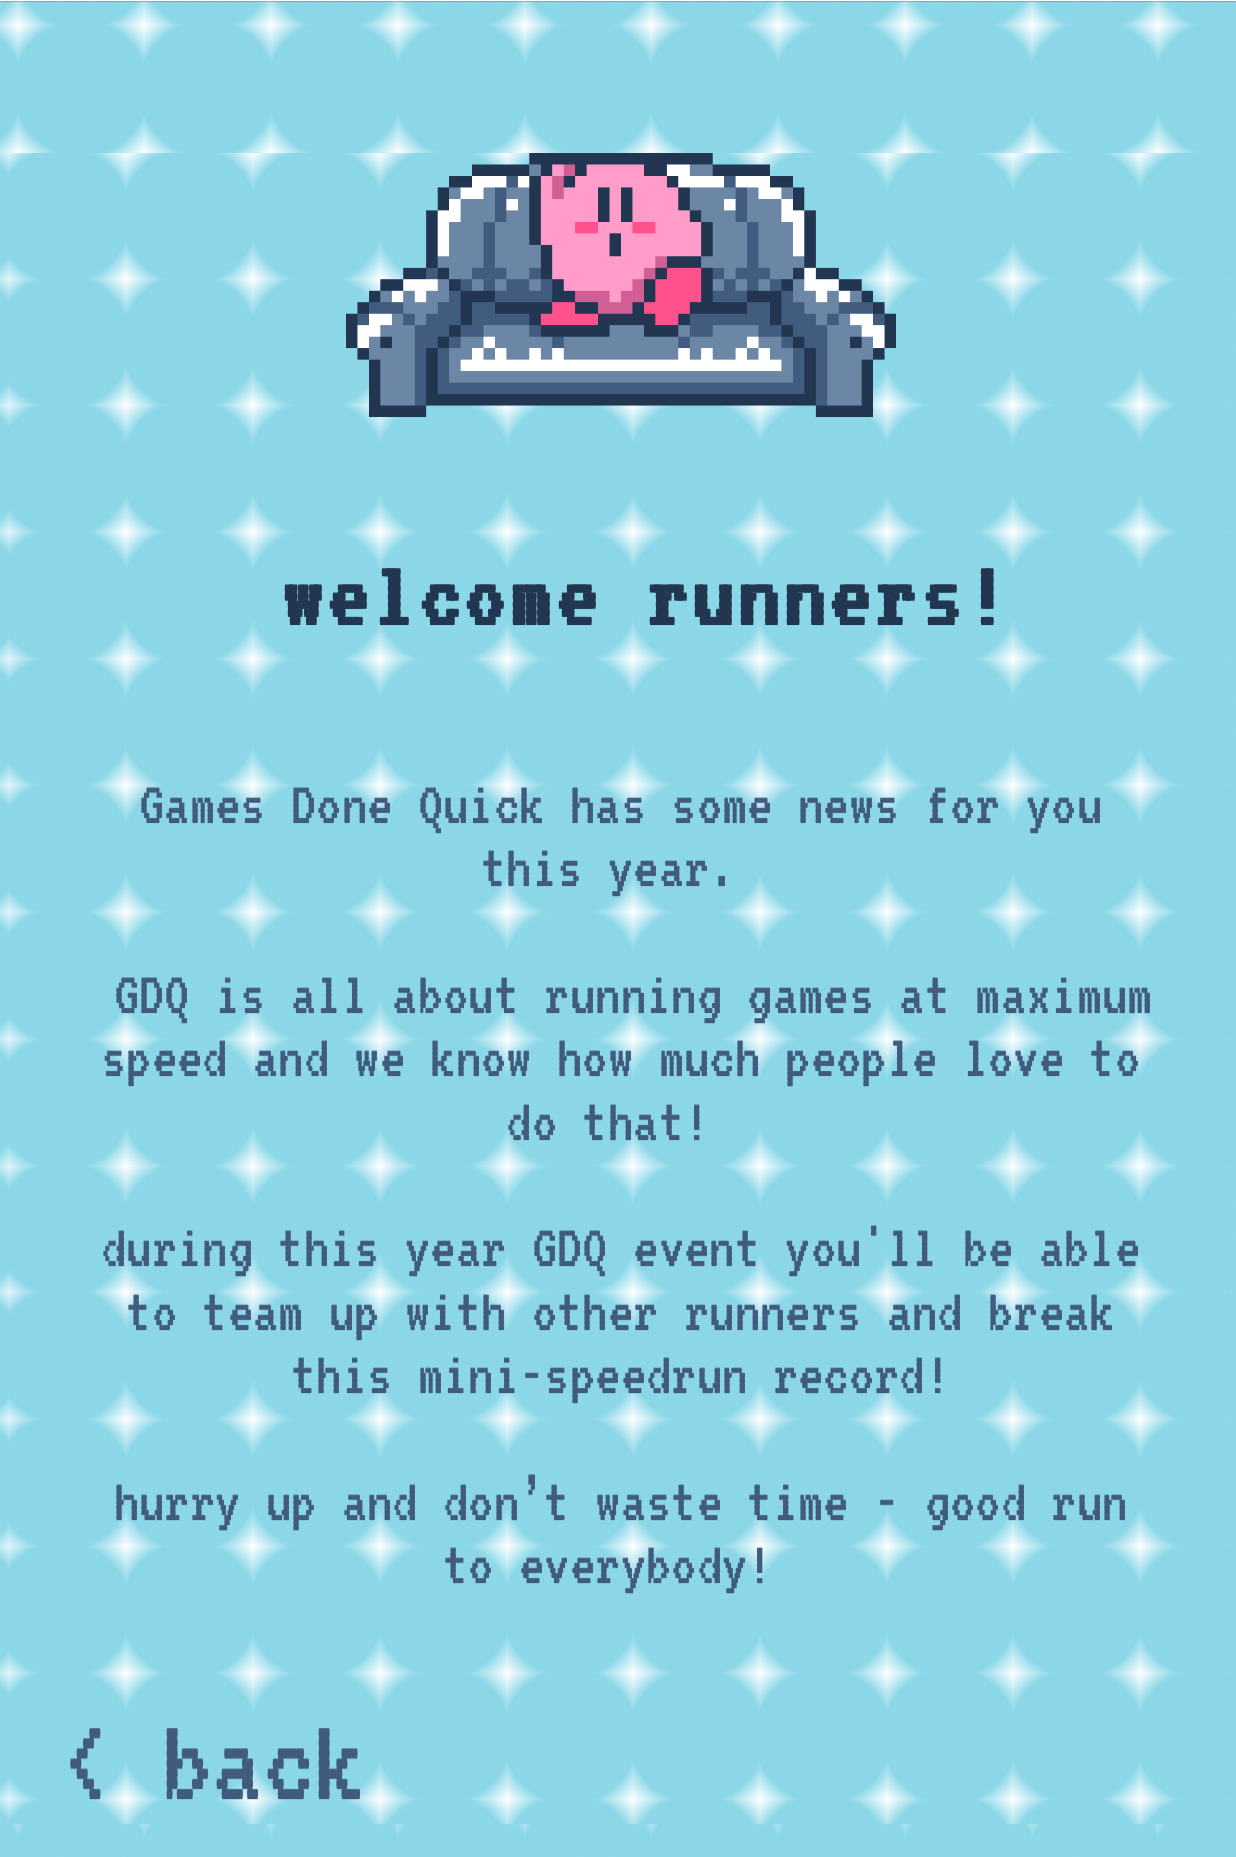 welcome runners!
Games Done Quick has some news for you
this year.
GDQ is all about running games at maximum
speed and we know how much people love to
do that!
during this year GDQ event you'll be able
to team up with other runners and break
this mini-speedrun record!
hurry up and don’t waste time - good run
to everybody!
< back